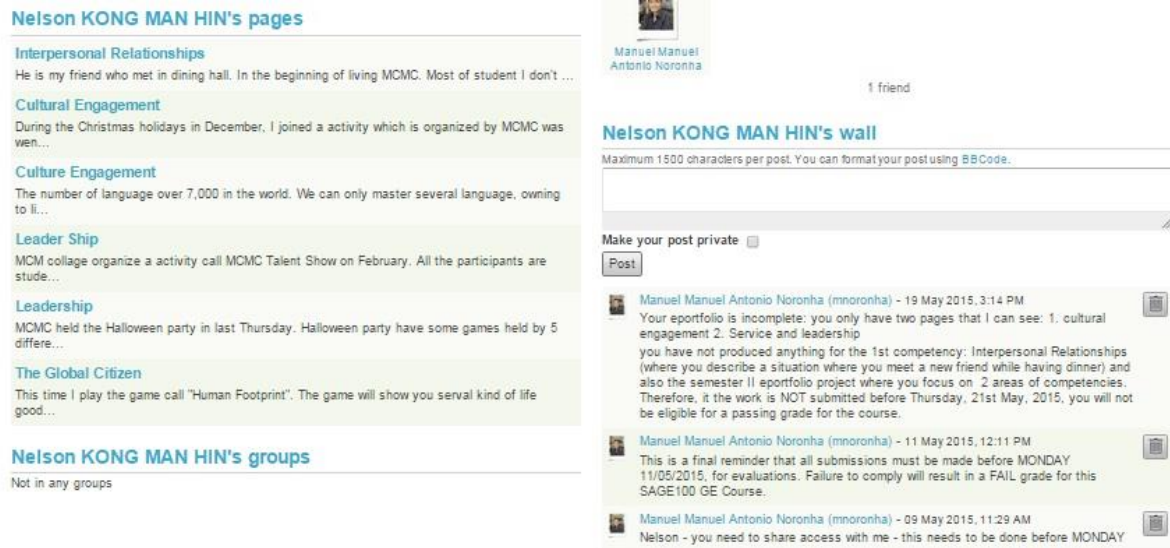 Nelson KONG MAN HIN's pages
Interpersonal Relationships
He is my friend who met in dining hall. In the beginning of living MCMC. Most of student I don't ...
Cultural Engagement
During the Christmas holidays in December, I joined a activity which is organized by MCMC was
wen...
Culture Engagement
The number of language over 7,000 in the world. We can only master several language, owning
to li...
Leader Ship
MCM collage organize a activity call MCMC Talent Show on February. All the participants are
stude...
Leadership
MCMC held the Halloween party in last Thursday. Halloween party have some games held by 5
differe...
The Global Citizen
This time I play the game call "Human Footprint". The game will show you serval kind of life
good...
Nelson KONG MAN HIN's groups
Not in any groups
Manuel Manuel
Antonio Noronha
1 friend
Nelson KONG MAN HIN's wall
Maximum 1500 characters per post. You can format your post using BBCode.
Make your post private
Post
Manuel Manuel Antonio Noronha (mnoronha) - 19 May 2015, 3:14 PM
Your eportfolio is incomplete: you only have two pages that I can see: 1. cultural
engagement 2. Service and leadership
you have not produced anything for the 1st competency: Interpersonal Relationships
(where you describe a situation where you meet a new friend while having dinner) and
also the semester II eportfolio project where you focus on 2 areas of competencies.
Therefore, it the work is NOT submitted before Thursday, 21st May, 2015, you will not
be eligible for a passing grade for the course.
Manuel Manuel Antonio Noronha (mnoronha) - 11 May 2015, 12:11 PM
This is a final reminder that all submissions must be made before MONDAY
11/05/2015, for evaluations. Failure to comply will result in a FAIL grade for this
SAGE100 GE Course.
Manuel Manuel Antonio Noronha (mnoronha) - 09 May 2015, 11:29 AM
Nelson - you need to share access with me - this needs to be done before MONDAY